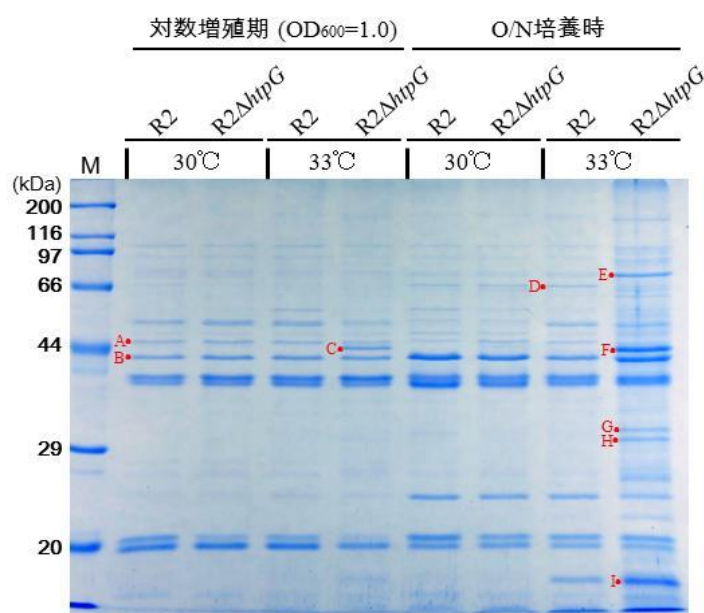 対数増殖期 (OD600=1.0) O/N培養時
R2 R2ΔhtpG R2 R2ΔhtpG R2 R2ΔhtpG R2 R2ΔhtpG
M 30℃ 33℃ 30℃ 33℃
(kDa)
200
116
97
E
66 D
A
44 C F
B
G
H
29
20
I